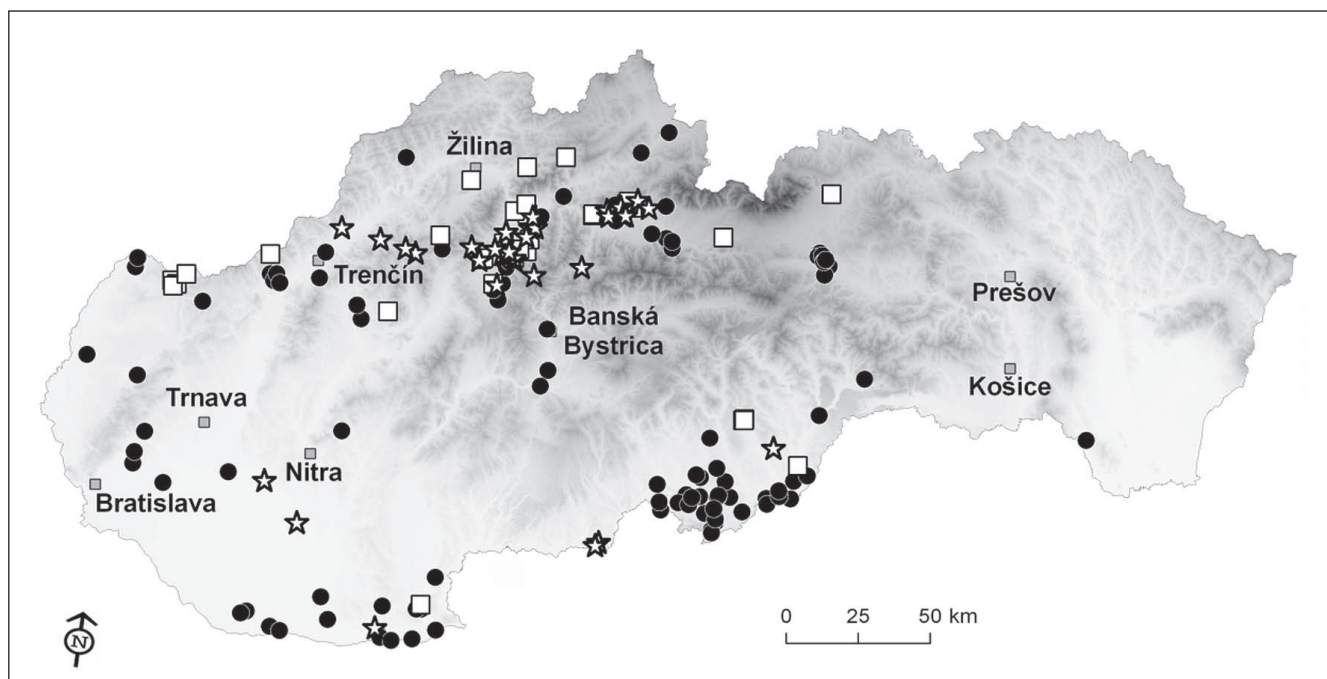 Žilina
Trenčín
Prešov
Banská
Bystrica
Košice
Trnava
Nitra
Bratislava
0 25 50 km
N